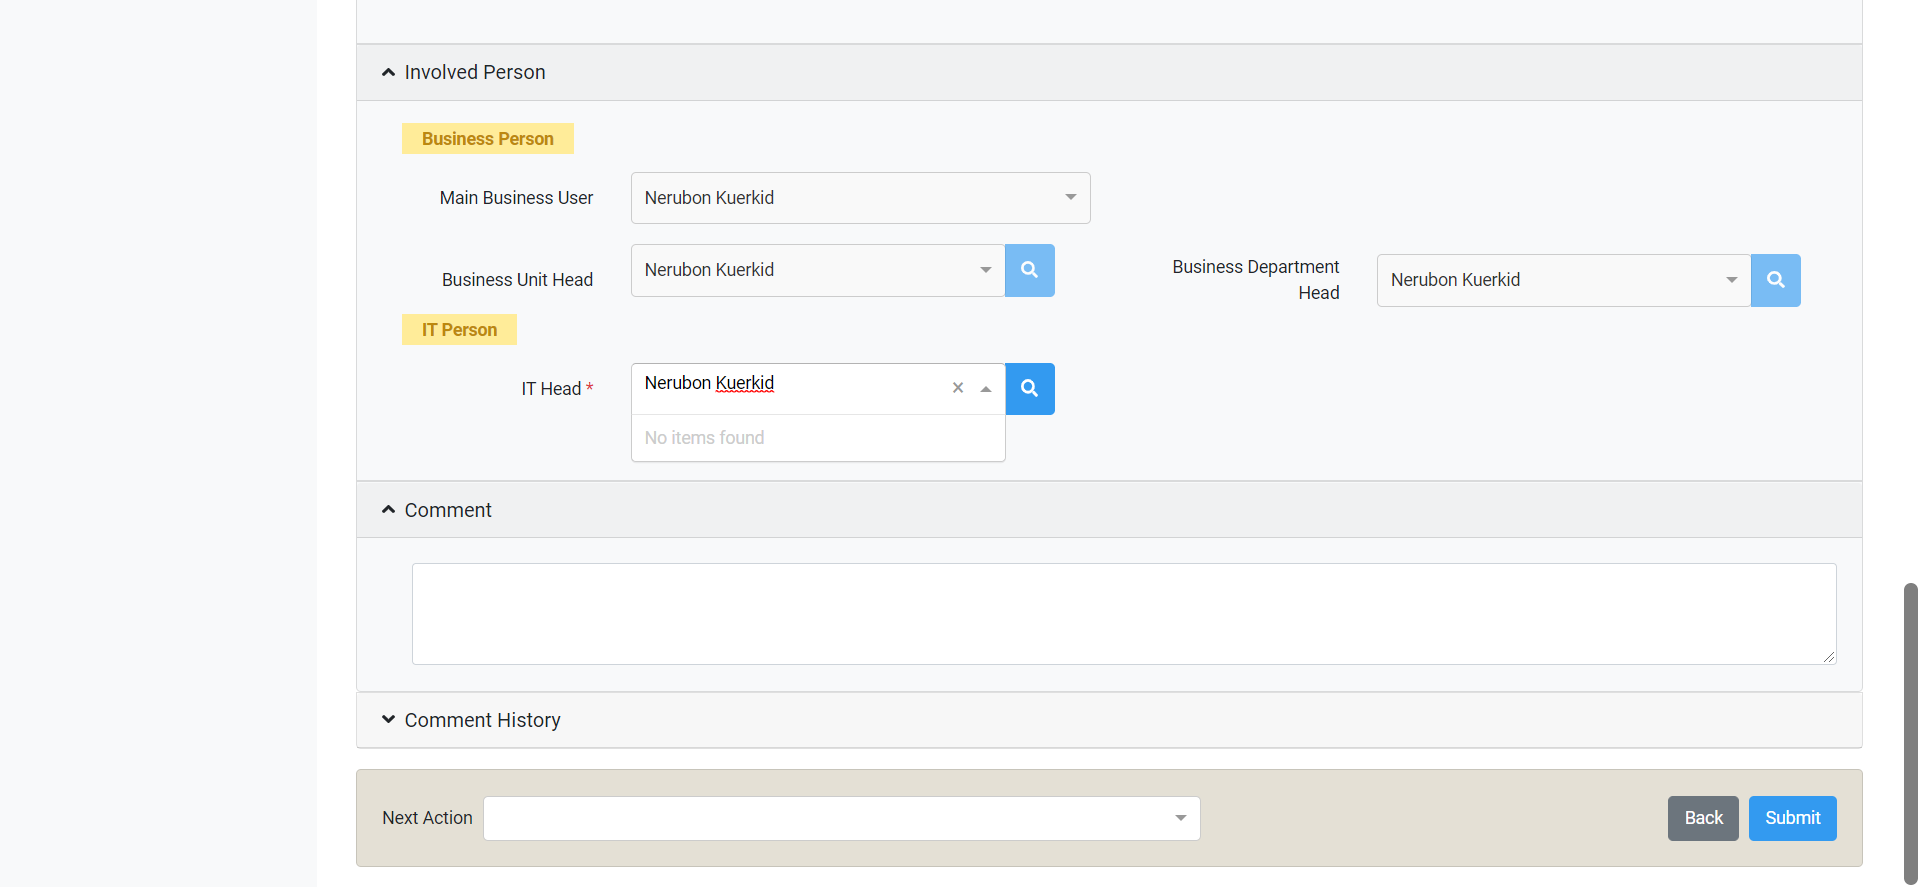 Involved Person
Business Person
Main Business User
Nerubon Kuerkid
Business Unit Head
Nerubon Kuerkid
Business Department
Head
Nerubon Kuerkid
IT Person
IT Head *
Nerubon Kuerkid
No items found
Comment
Comment History
Next Action
Back
Submit